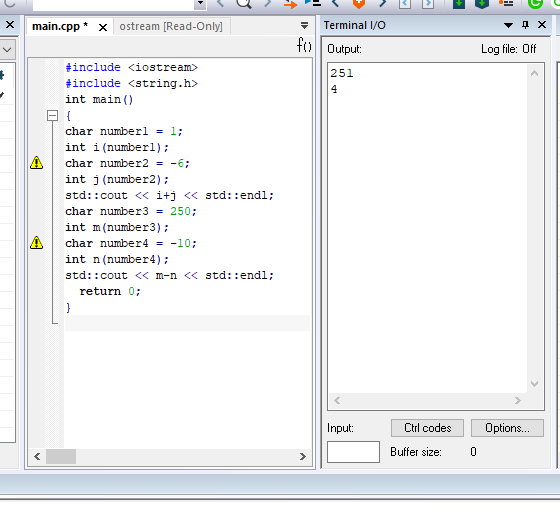 main.cpp * x ostream [Read-Only]
Terminal I/O
f()
Output: Log file: Off
#include <iostream>
#include <string.h>
int main()
{
char number1 = 1;
int i(number1);
char number2 = -6;
int j(number2);
std::cout << i+j << std::endl;
char number3 = 250;
int m(number3);
char number4 = -10;
int n(number4);
std::cout << m-n << std::endl;
return 0;
}
251
4
Input: Ctrl codes Options...
Buffer size: 0